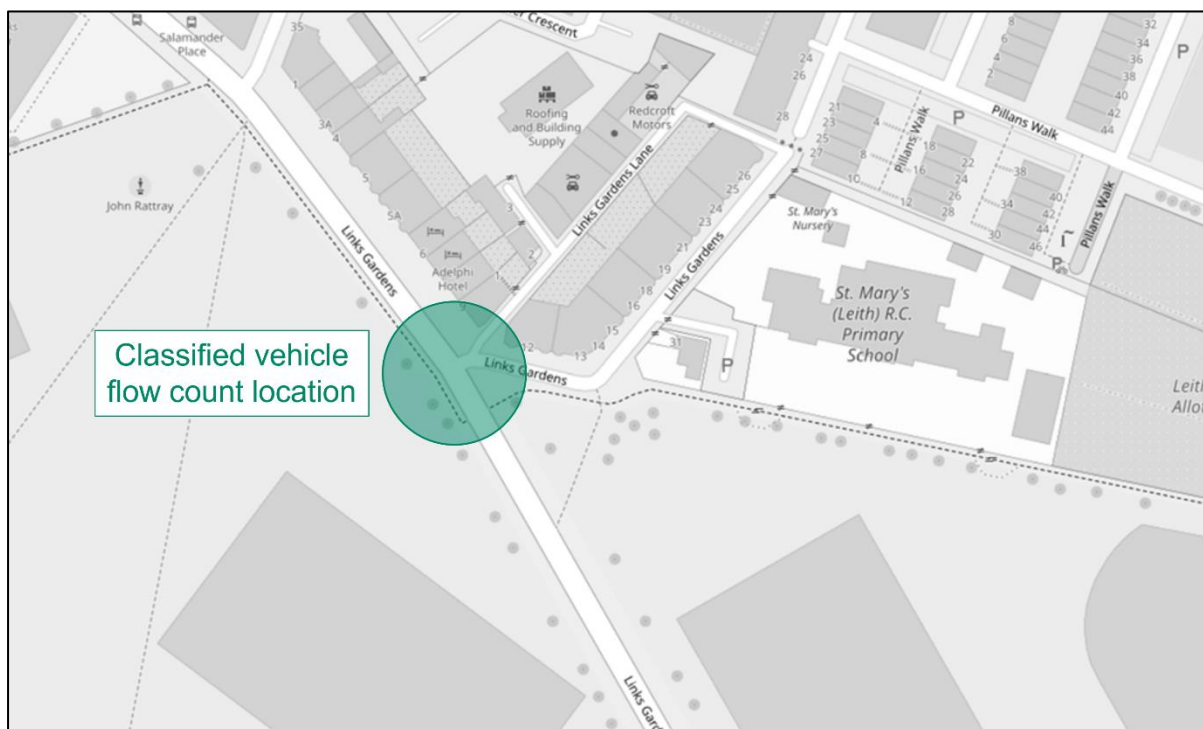 Salamander
Place
35
1
3A
4
5
5A
6
9
Adelphi
Hotel
1
2
3
Crescent
Roofing
and Building
Supply
Redcroft
Motors
Links Gardens Lane
Links Gardens
John Rattray
Classified vehicle
flow count location
12
13
14
15
16
18
19
21
23
24
26
Links Gardens
Links Gardens
24
26
28
21
23
25
27
4
8
10
12
16
18
Pillans Walk
P
22
24
26
28
30
34
38
40
42
44
46
P
Pillans Walk
Pillans Walk
8
6
4
2
32
34
36
38
40
42
44
P
St. Mary's
Nursery
St. Mary's
(Leith) R.C.
Primary
School
31
P
Leith
Allo
Links Gard